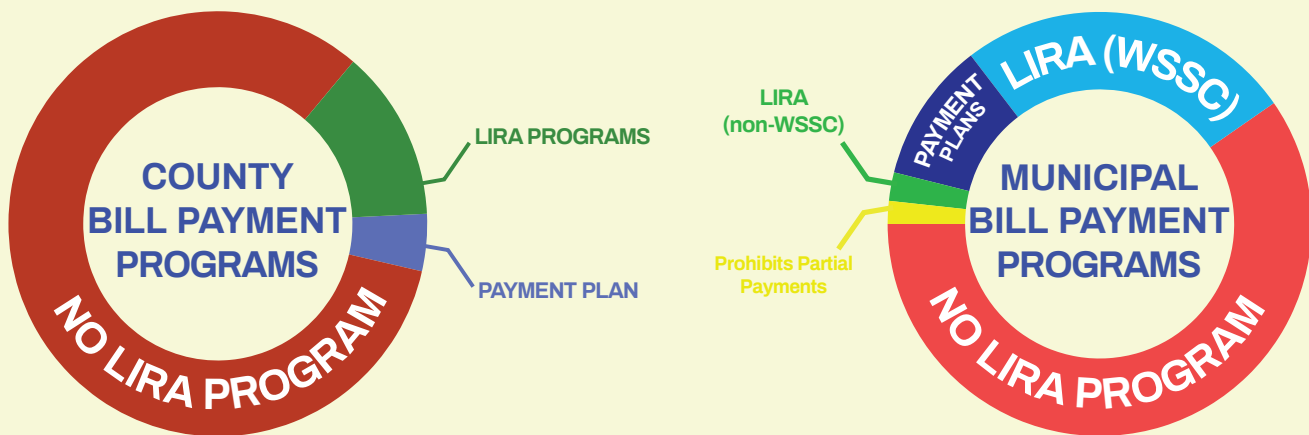 COUNTY
BILL PAYMENT
PROGRAMS
NO LIRA PROGRAM
LIRA PROGRAMS
PAYMENT PLAN
MUNICIPAL
BILL PAYMENT
PROGRAMS
LIRA (WSSC)
PAYMENT
PLANS
LIRA
(non-WSSC)
Prohibits Partial
Payments
NO LIRA PROGRAM